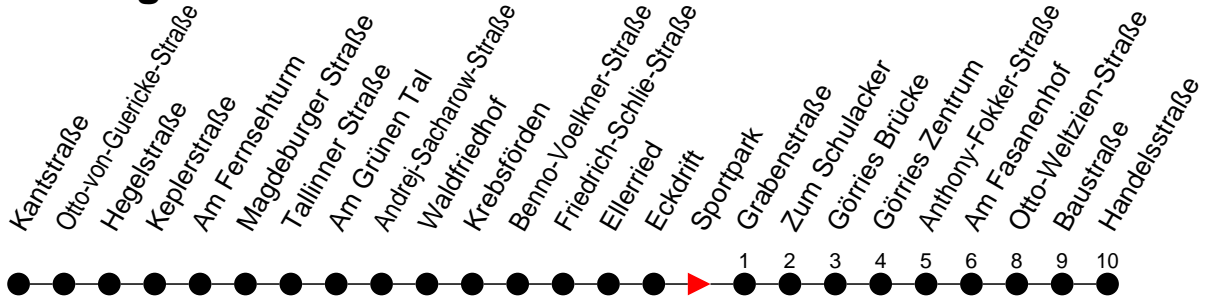 Kantstraße
Otto-von-Guericke-Straße
Hegelstraße
Keplerstraße
Am Fernsehturm
Magdeburger Straße
Tallinner Straße
Am Grünen Tal
Andrej-Sacharow-Straße
Waldfriedhof
Krebsförden
Benno-Voelkner-Straße
Friedrich-Schlie-Straße
Ellerried
Eckdrift
Sportpark
Grabenstraße
Zum Schulacker
Görries Brücke
Görries Zentrum
Anthony-Fokker-Straße
Am Fasanenhof
Otto-Weltzien-Straße
Baustraße
Handelsstraße
1 2 3 4 5 6 8 9 10